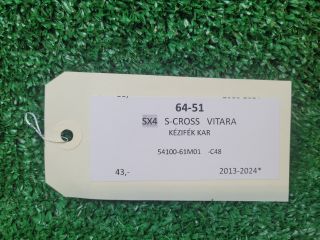 64-51
SX4 S-CROSS VITARA
KÉZIFÉK KAR
54100-61M01 -C48
43,- 2013-2024*